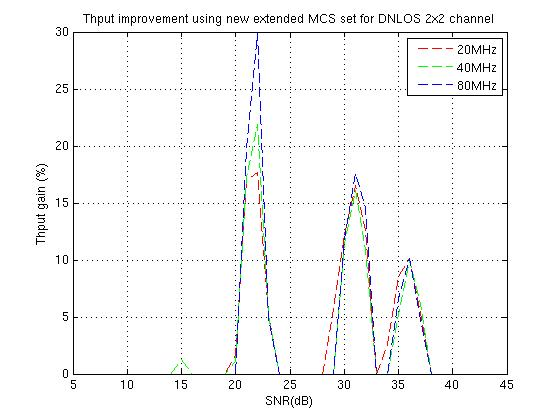 Thput improvement using new extended MCS set for DNLOS 2x2 channel
30
25
20
15
10
5
0
Thput gain (%)
20MHz
40MHz
80MHz
5 10 15 20 25 30 35 40 45
SNR(dB)